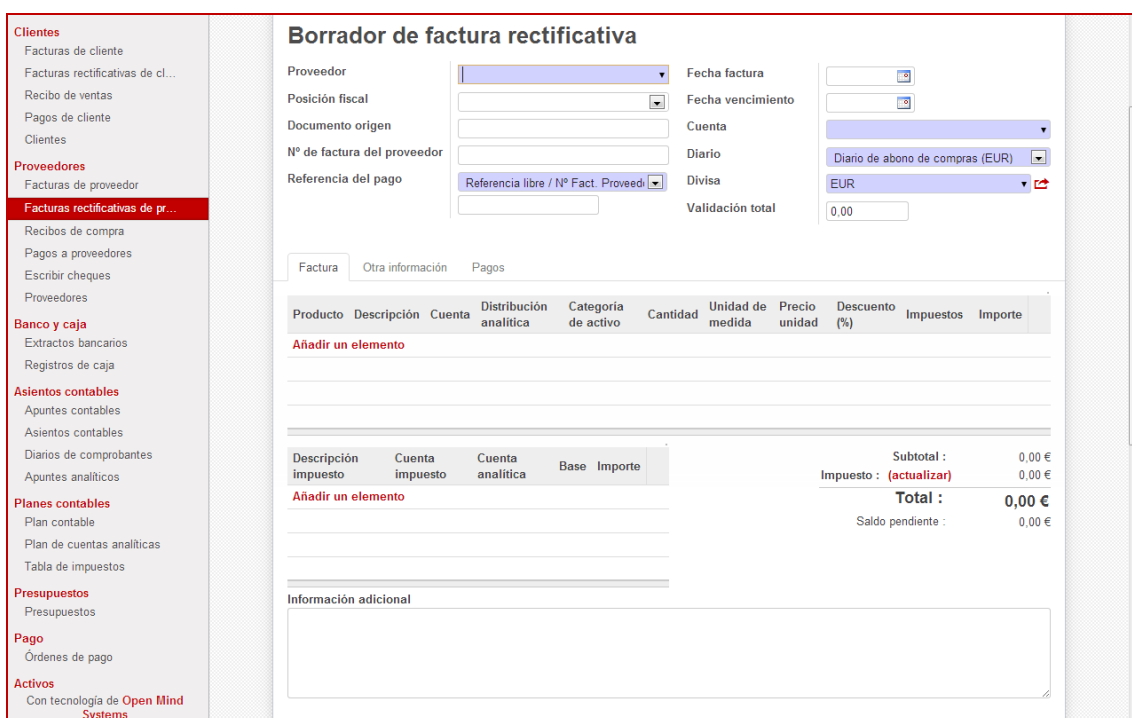 Clientes
Facturas de cliente
Facturas rectificativas de cl...
Recibo de ventas
Pagos de cliente
Clientes
Proveedores
Facturas de proveedor
Facturas rectificativas de pr...
Recibos de compra
Pagos a proveedores
Escribir cheques
Proveedores
Banco y caja
Extractos bancarios
Registros de caja
Asientos contables
Apuntes contables
Asientos contables
Diarios de comprobantes
Apuntes analíticos
Planes contables
Plan contable
Plan de cuentas analíticas
Tabla de impuestos
Presupuestos
Presupuestos
Pago
Órdenes de pago
Activos
Con tecnología de Open Mind
Systems
Borrador de factura rectificativa
Proveedor
Posición fiscal
Documento origen
Nº de factura del proveedor
Referencia del pago Referencia libre / Nº Fact. Proveed
Fecha factura
Fecha vencimiento
Cuenta
Diario Diario de abono de compras (EUR)
Divisa EUR
Validación total 0,00
Factura Otra información Pagos
Producto Descripción Cuenta Distribución analítica Categoría de activo Cantidad Unidad de medida Precio unidad Descuento (%) Impuestos Importe
Añadir un elemento
Descripción impuesto Cuenta impuesto Cuenta analítica Base Importe
Añadir un elemento
Subtotal : 0,00 €
Impuesto : (actualizar) 0,00 €
Total : 0,00 €
Saldo pendiente : 0,00 €
Información adicional